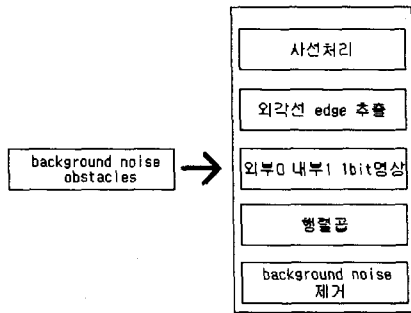 사선처리
외각선 edge 추출
background noise
obstacles
외부0 내부1 1bit영상
행렬곱
background noise
제거